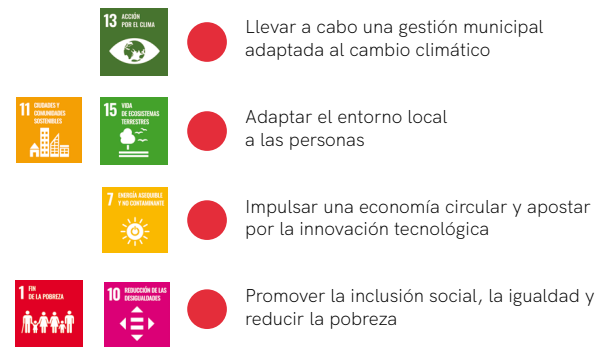 13 ACCIÓN
POR EL CLIMA
Llevar a cabo una gestión municipal
adaptada al cambio climático
11 CIUDADES Y
COMUNIDADES
SOSTENIBLES
15 VIDA
DE ECOSISTEMAS
TERRESTRES
Adaptar el entorno local
a las personas
7 ENERGÍA ASEQUIBLE
Y NO CONTAMINANTE
Impulsar una economía circular y apostar
por la innovación tecnológica
1 FIN
DE LA POBREZA
10 REDUCCIÓN DE LAS
DESIGUALDADES
Promover la inclusión social, la igualdad y
reducir la pobreza